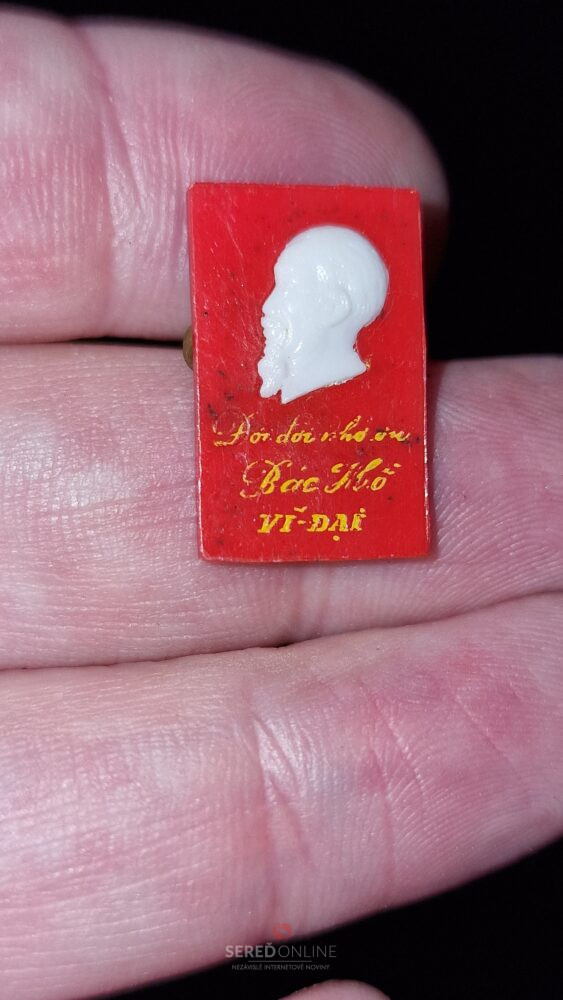 Đời đời nhớ ơn
Bác Hồ
VĨ-ĐẠI
SEREĎONLINE
NEZÁVISLÉ INTERNETOVÉ NOVINY